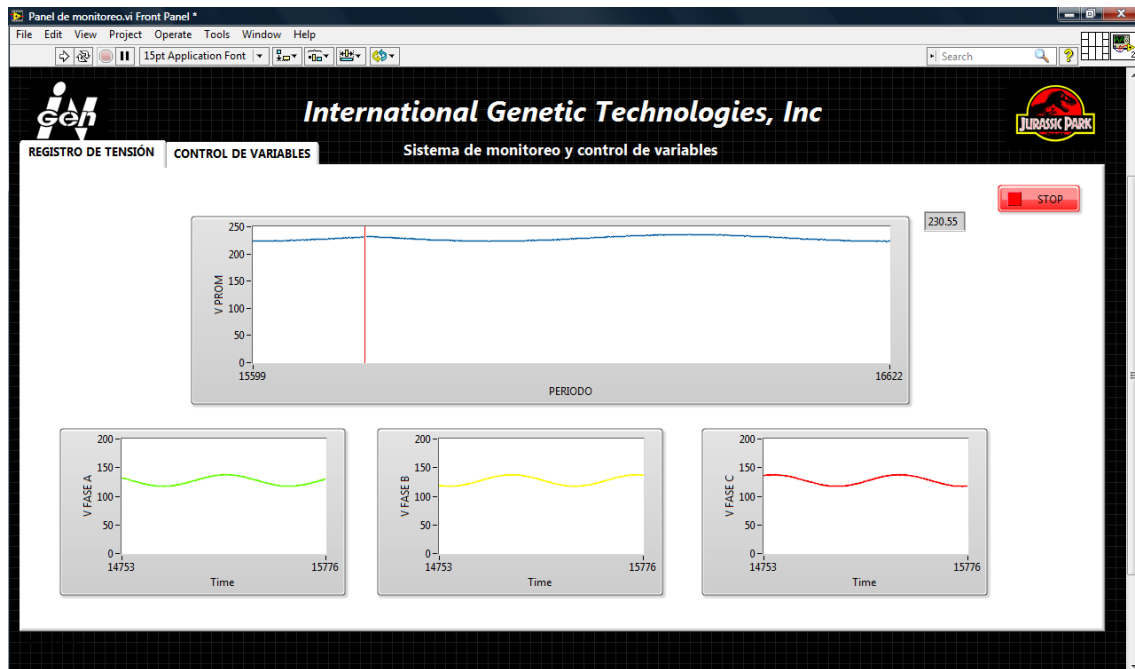 Panel de monitoreo.vi Front Panel *
File Edit View Project Operate Tools Window Help
15pt Application Font
Search
2
InGen
International Genetic Technologies, Inc
JURASSIC PARK
REGISTRO DE TENSIÓN
CONTROL DE VARIABLES
Sistema de monitoreo y control de variables
STOP
230.55
250
200
150
100
50
0
V PROM
15599
16622
PERIODO
200
150
100
50
0
V FASE A
14753
15776
Time
200
150
100
50
0
V FASE B
14753
15776
Time
200
150
100
50
0
V FASE C
14753
15776
Time